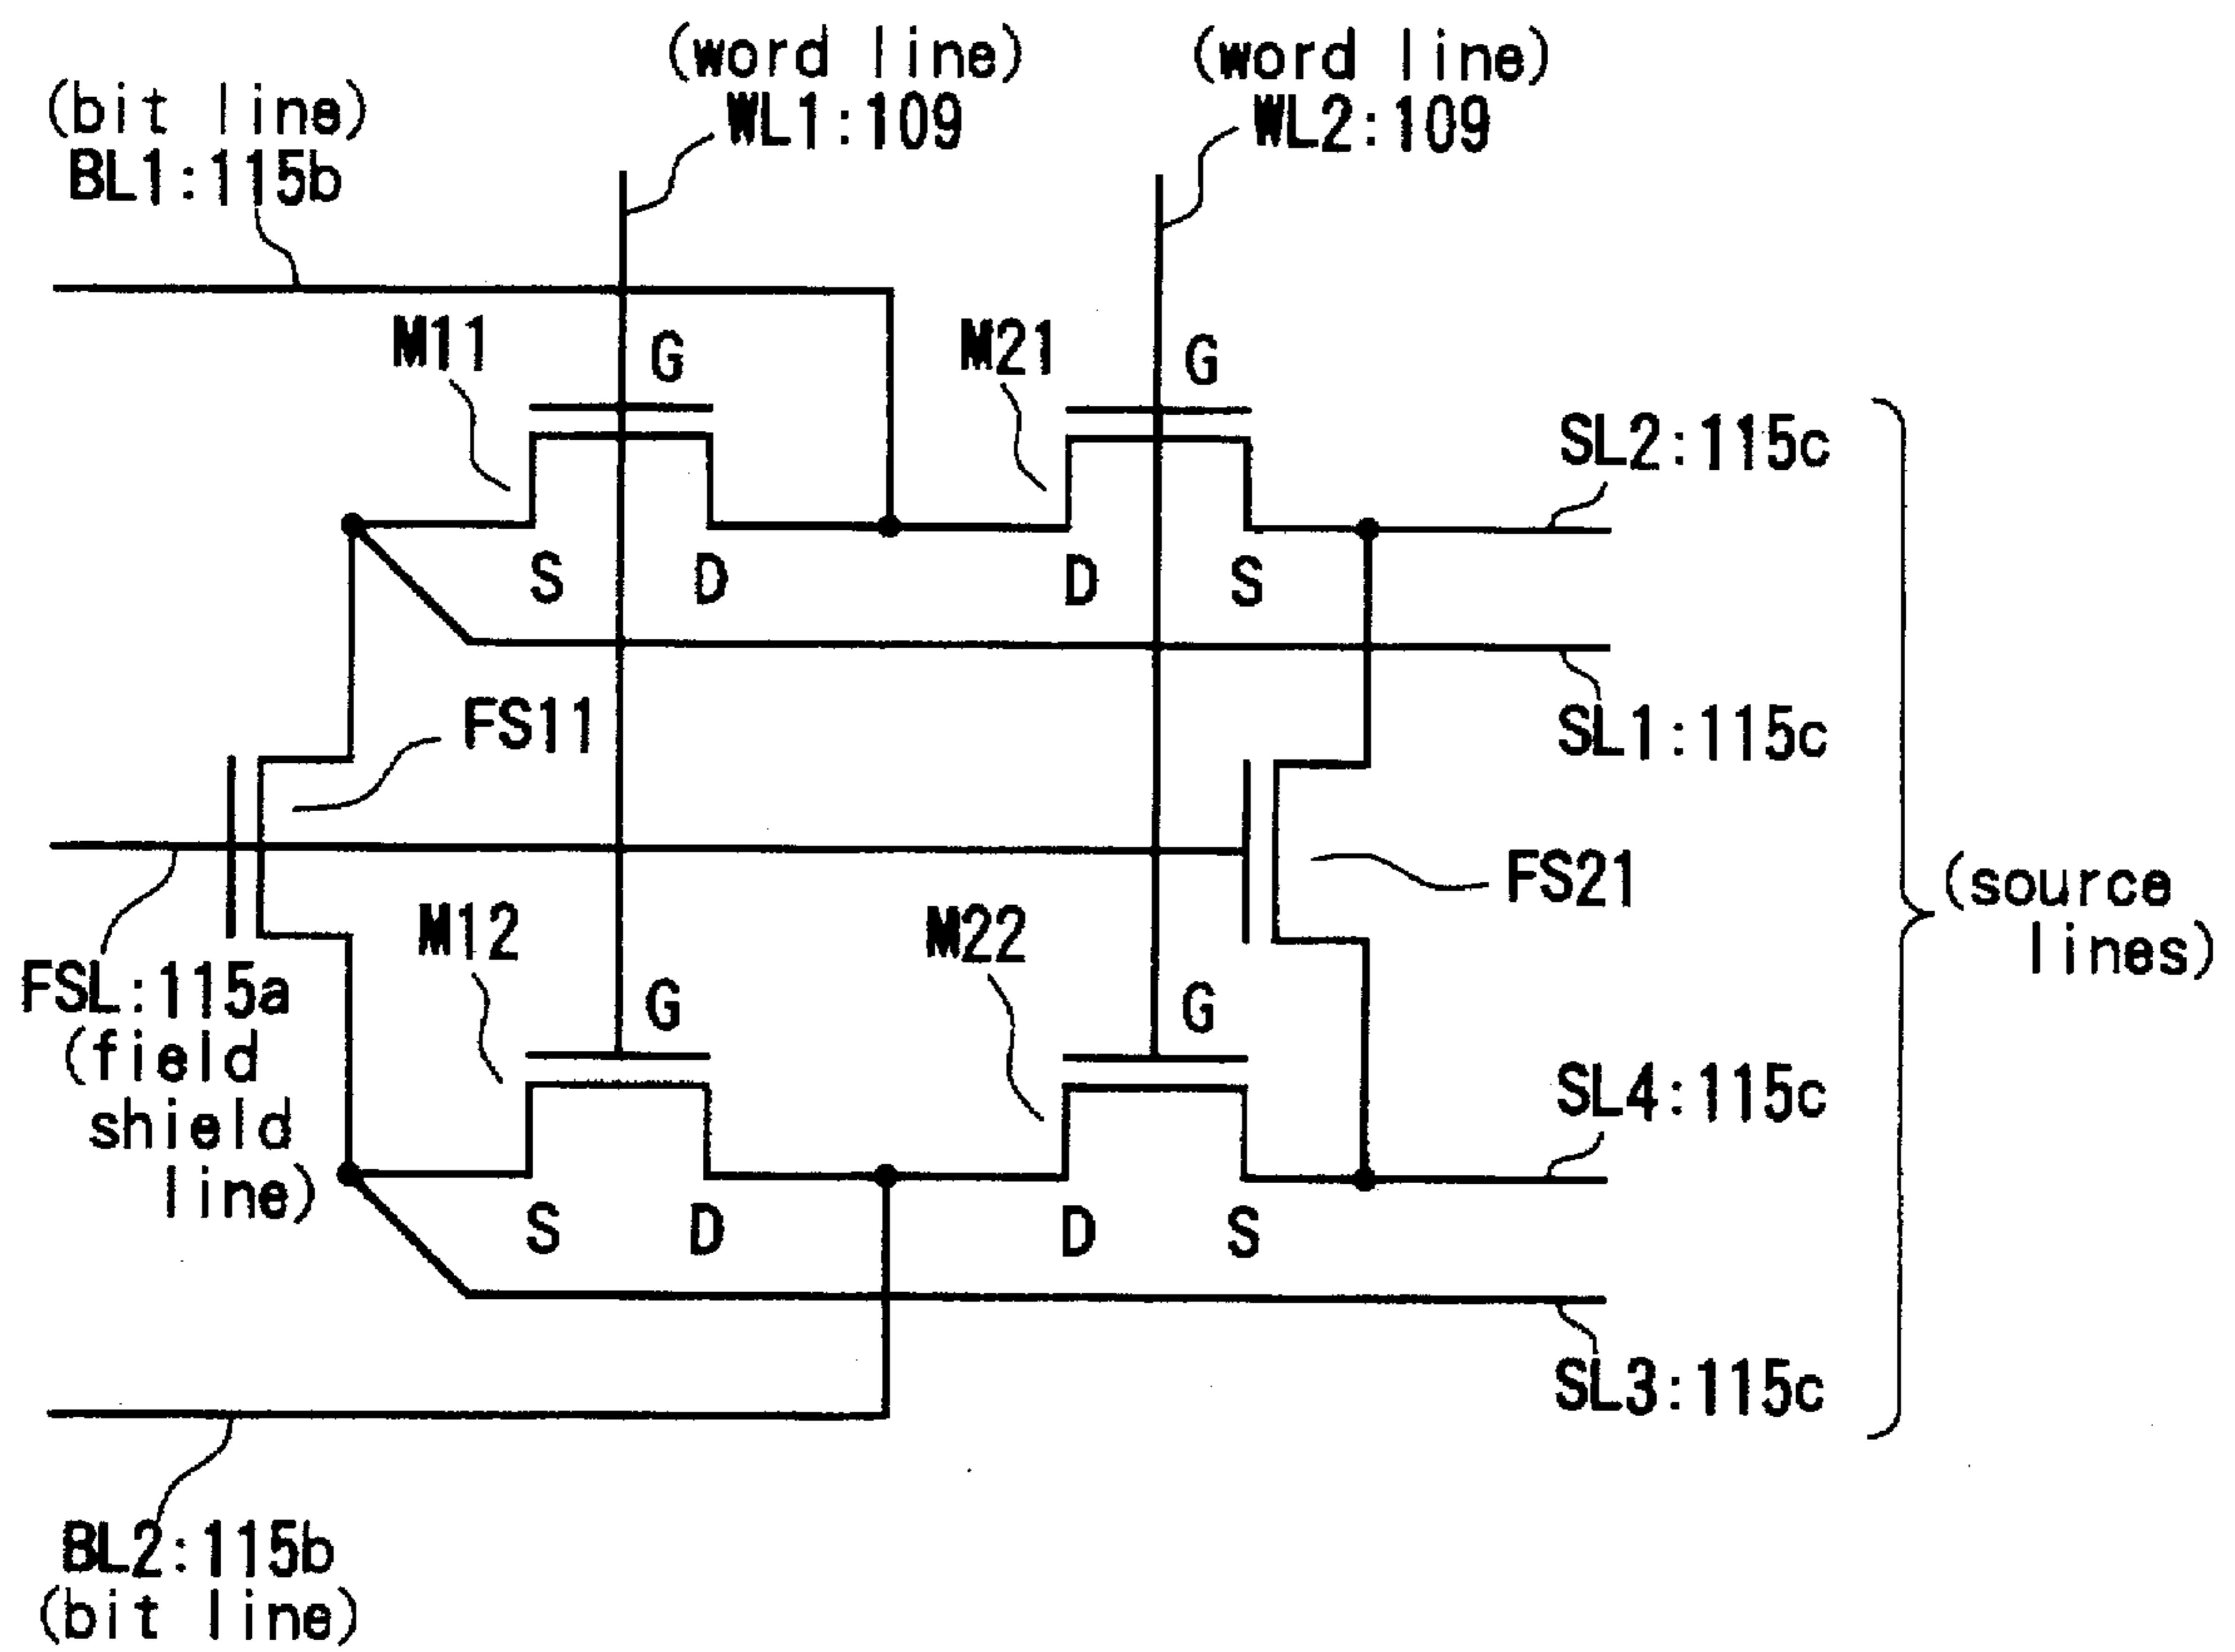 (bit line)
BL1:115b
(word line)
WL1:109
(word line)
WL2:109
M11
G
M21
G
SL2:115c
S
D
D
S
SL1:115c
FS11
FS21
(source
lines)
FSL:115a
(field
shield
line)
M12
G
M22
G
SL4:115c
S
D
D
S
SL3:115c
BL2:115b
(bit line)